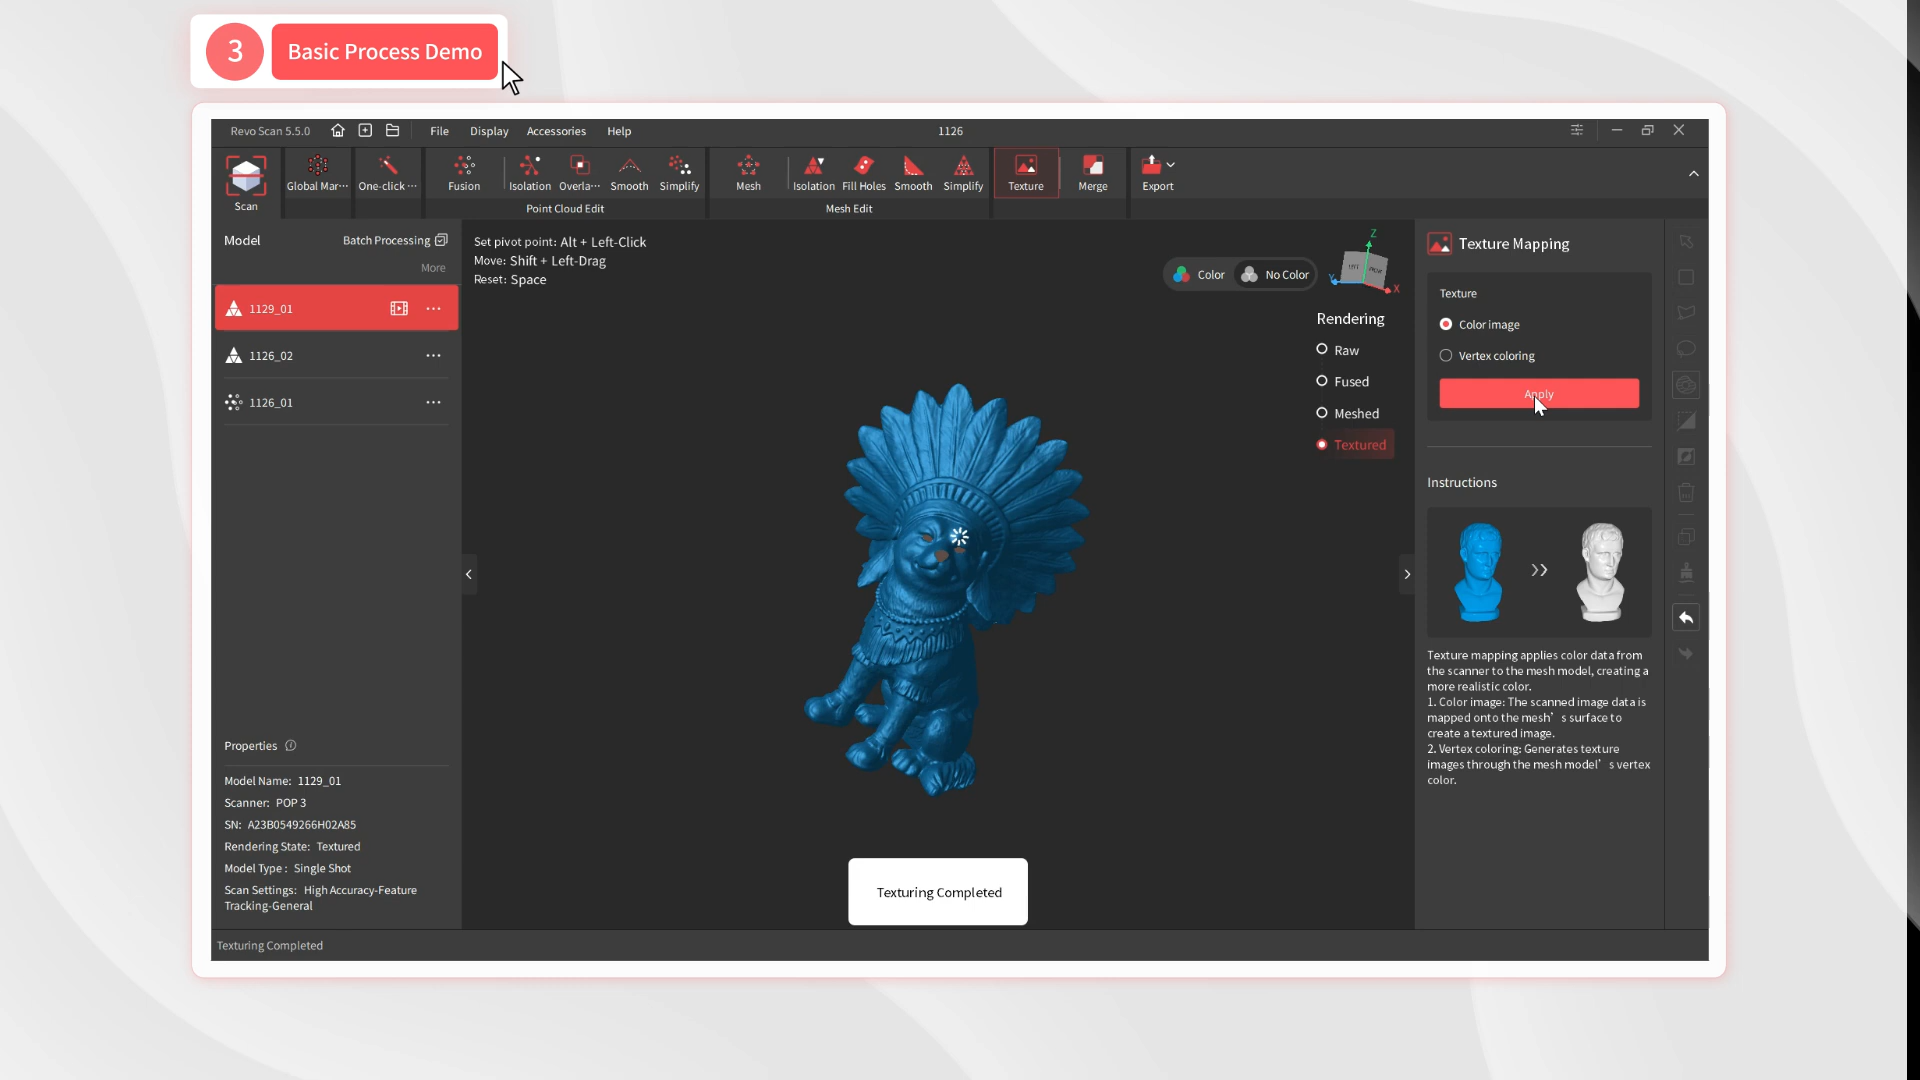 3
Basic Process Demo
Revo Scan 5.5.0
File
Display
Accessories
Help
1126
Scan
Global Mar···
One-click ···
Fusion
Isolation
Overla···
Smooth
Simplify
Point Cloud Edit
Mesh
Isolation
Fill Holes
Smooth
Simplify
Mesh Edit
Texture
Merge
Export
Model
Batch Processing
More
1129_01
1126_02
1126_01
Properties
Model Name: 1129_01
Scanner: POP 3
SN: A23B0549266H02A85
Rendering State: Textured
Model Type : Single Shot
Scan Settings: High Accuracy-Feature
Tracking-General
Set pivot point: Alt + Left-Click
Move: Shift + Left-Drag
Reset: Space
Color
No Color
Z
LEFT
Y
X
Rendering
Raw
Fused
Meshed
Textured
Texturing Completed
Texture Mapping
Texture
Color image
Vertex coloring
Apply
Instructions
Texture mapping applies color data from
the scanner to the mesh model, creating a
more realistic color.
1. Color image: The scanned image data is
mapped onto the mesh’ s surface to
create a textured image.
2. Vertex coloring: Generates texture
images through the mesh model’ s vertex
color.
Texturing Completed